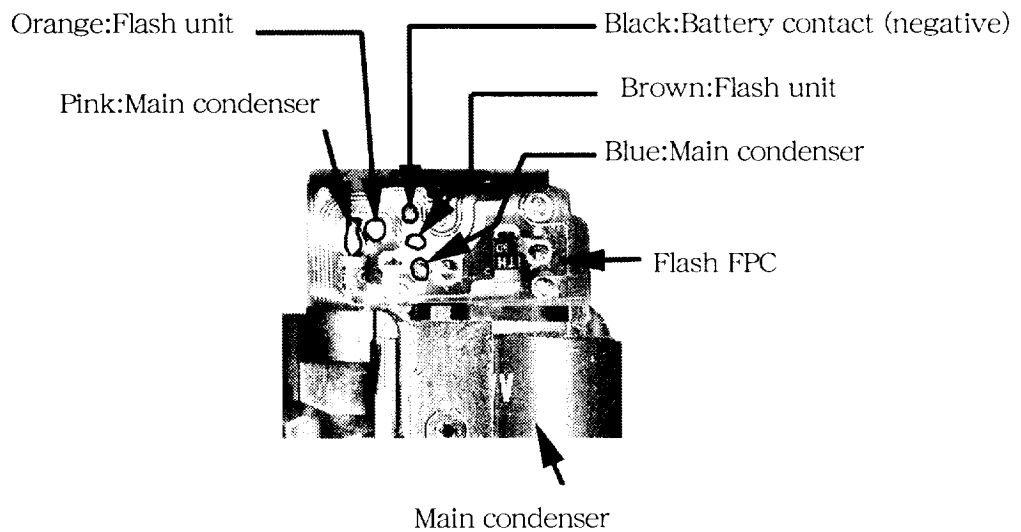 Orange:Flash unit
Black:Battery contact (negative)
Pink:Main condenser
Brown:Flash unit
Blue:Main condenser
Flash FPC
V
Main condenser